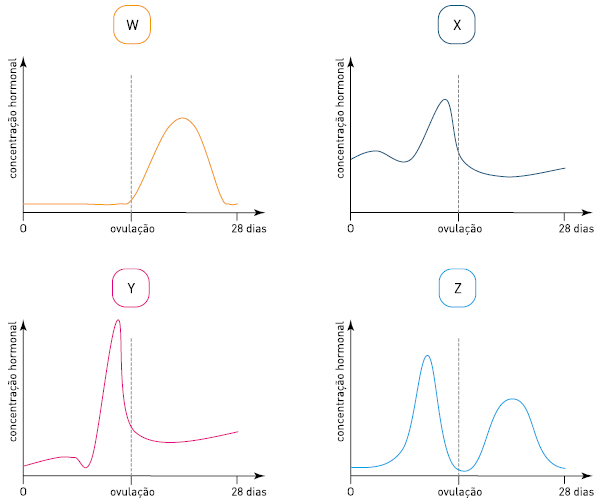 W
concentração hormonal
0 ovulação 28 dias
X
concentração hormonal
0 ovulação 28 dias
Y
concentração hormonal
0 ovulação 28 dias
Z
concentração hormonal
0 ovulação 28 dias